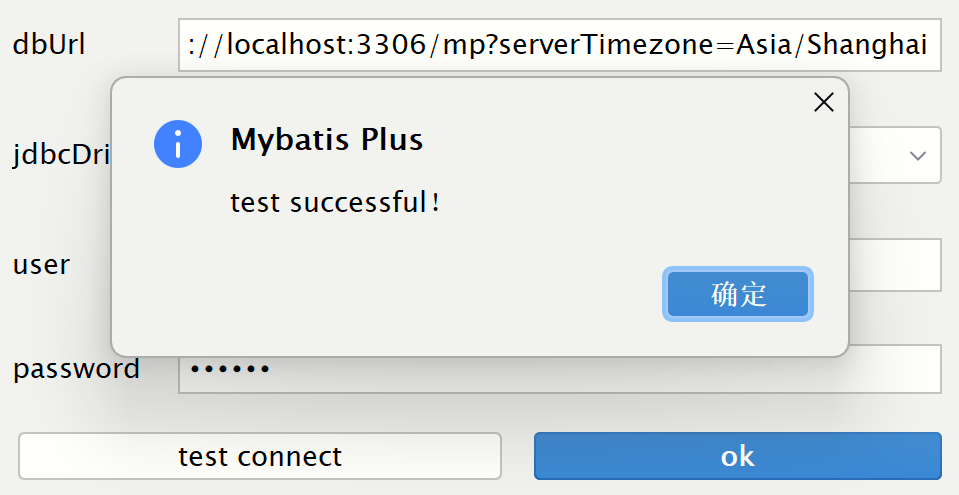 dbUrl
://localhost:3306/mp?serverTimezone=Asia/Shanghai
Mybatis Plus
jdbcDri
test successful!
user
确定
password
••••••
test connect
ok